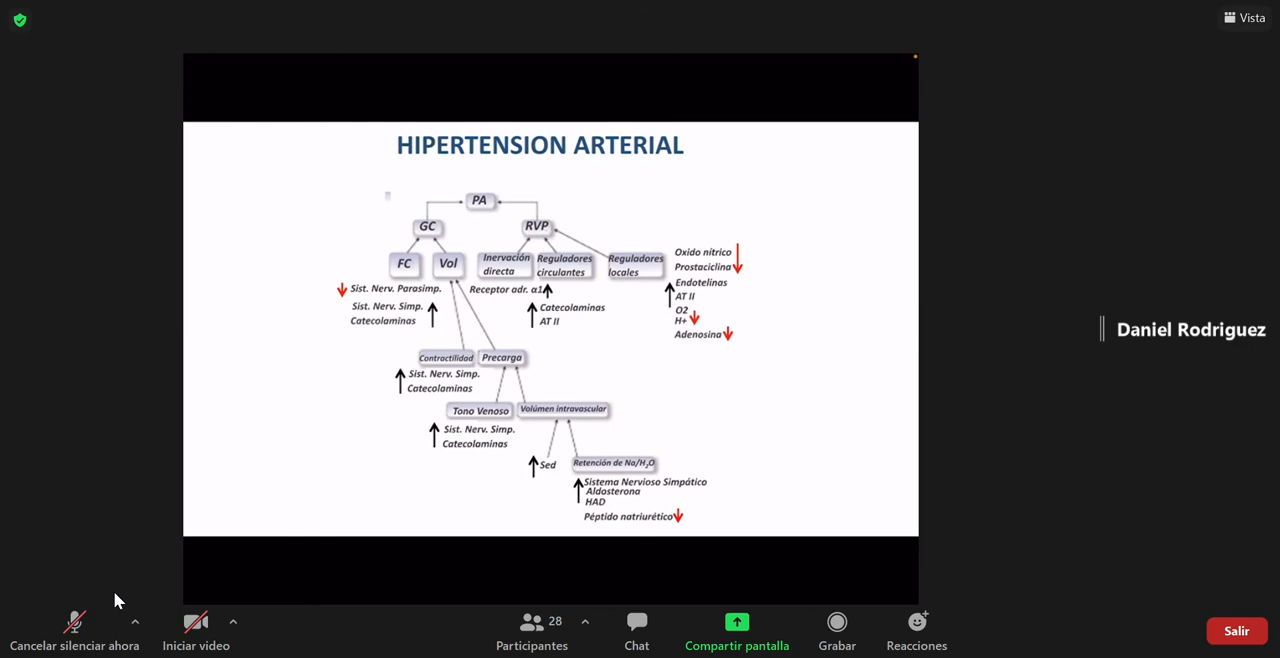 Vista
HIPERTENSION ARTERIAL
PA
GC
RVP
FC
Vol
Inervación
directa
Reguladores
circulantes
Reguladores
locales
Oxido nítrico
Prostaciclina
Endotelinas
AT II
O2
H+
Adenosina
Sist. Nerv. Parasimp.
Sist. Nerv. Simp.
Catecolaminas
Receptor adr. α1
Catecolaminas
AT II
Contractilidad
Precarga
Sist. Nerv. Simp.
Catecolaminas
Tono Venoso
Volúmen intravascular
Sist. Nerv. Simp.
Catecolaminas
Sed
Retención de Na/H₂O
Sistema Nervioso Simpático
Aldosterona
HAD
Péptido natriurético
Daniel Rodriguez
Cancelar silenciar ahora
Iniciar video
28
Participantes
Chat
Compartir pantalla
Grabar
Reacciones
Salir